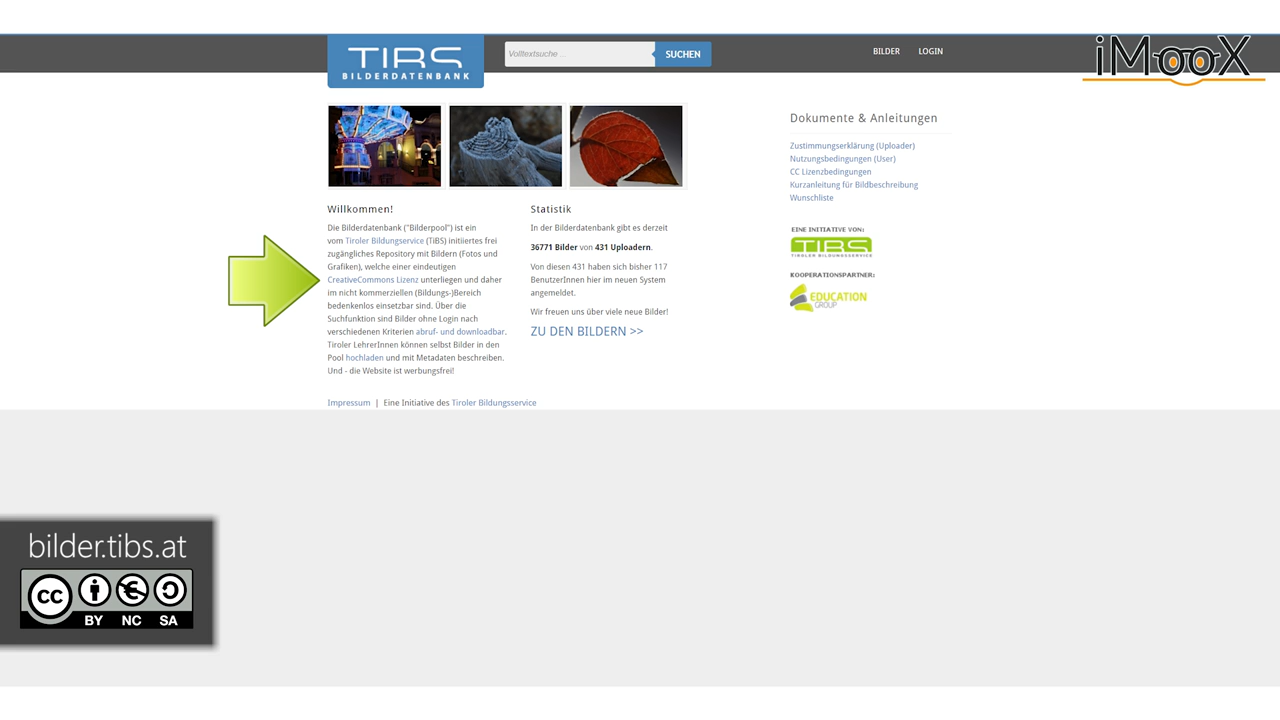 TIBS
BILDERDATENBANK
Volltextsuche ...
SUCHEN
BILDER
LOGIN
iMooX
Willkommen!
Die Bilderdatenbank ("Bilderpool") ist ein
vom Tiroler Bildungservice (TiBS) initiiertes frei
zugängliches Repository mit Bildern (Fotos und
Grafiken), welche einer eindeutigen
CreativeCommons Lizenz unterliegen und daher
im nicht kommerziellen (Bildungs-)Bereich
bedenkenlos einsetzbar sind. Über die
Suchfunktion sind Bilder ohne Login nach
verschiedenen Kriterien abruf- und downloadbar.
Tiroler LehrerInnen können selbst Bilder in den
Pool hochladen und mit Metadaten beschreiben.
Und - die Website ist werbungsfrei!
Statistik
In der Bilderdatenbank gibt es derzeit
36771 Bilder von 431 Uploadern.
Von diesen 431 haben sich bisher 117
BenutzerInnen hier im neuen System
angemeldet.
Wir freuen uns über viele neue Bilder!
ZU DEN BILDERN >>
Dokumente & Anleitungen
Zustimmungserklärung (Uploader)
Nutzungsbedingungen (User)
CC Lizenzbedingungen
Kurzanleitung für Bildbeschreibung
Wunschliste
EINE INITIATIVE VON:
TIBS
TIROLER BILDUNGSSERVICE
KOOPERATIONSPARTNER:
EDUCATION
GROUP
Impressum | Eine Initiative des Tiroler Bildungsservice
bilder.tibs.at
cc
BY NC SA